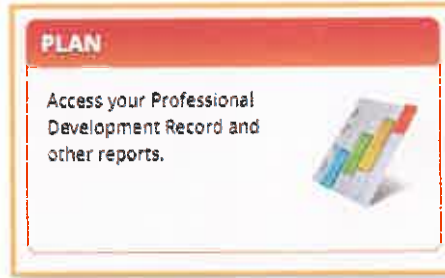 PLAN
Access your Professional
Development Record and
other reports.